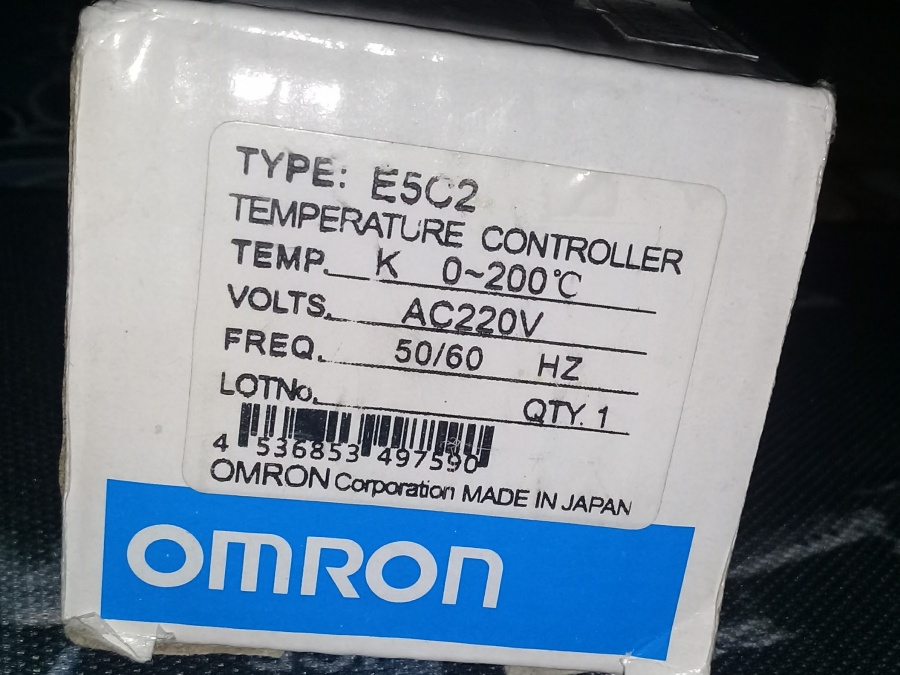 TYPE: E5C2
TEMPERATURE CONTROLLER
TEMP. K 0~200℃
VOLTS. AC220V
FREQ. 50/60 HZ
LOTNo. QTY. 1
4 536853 497590
OMRON Corporation MADE IN JAPAN
OMRON